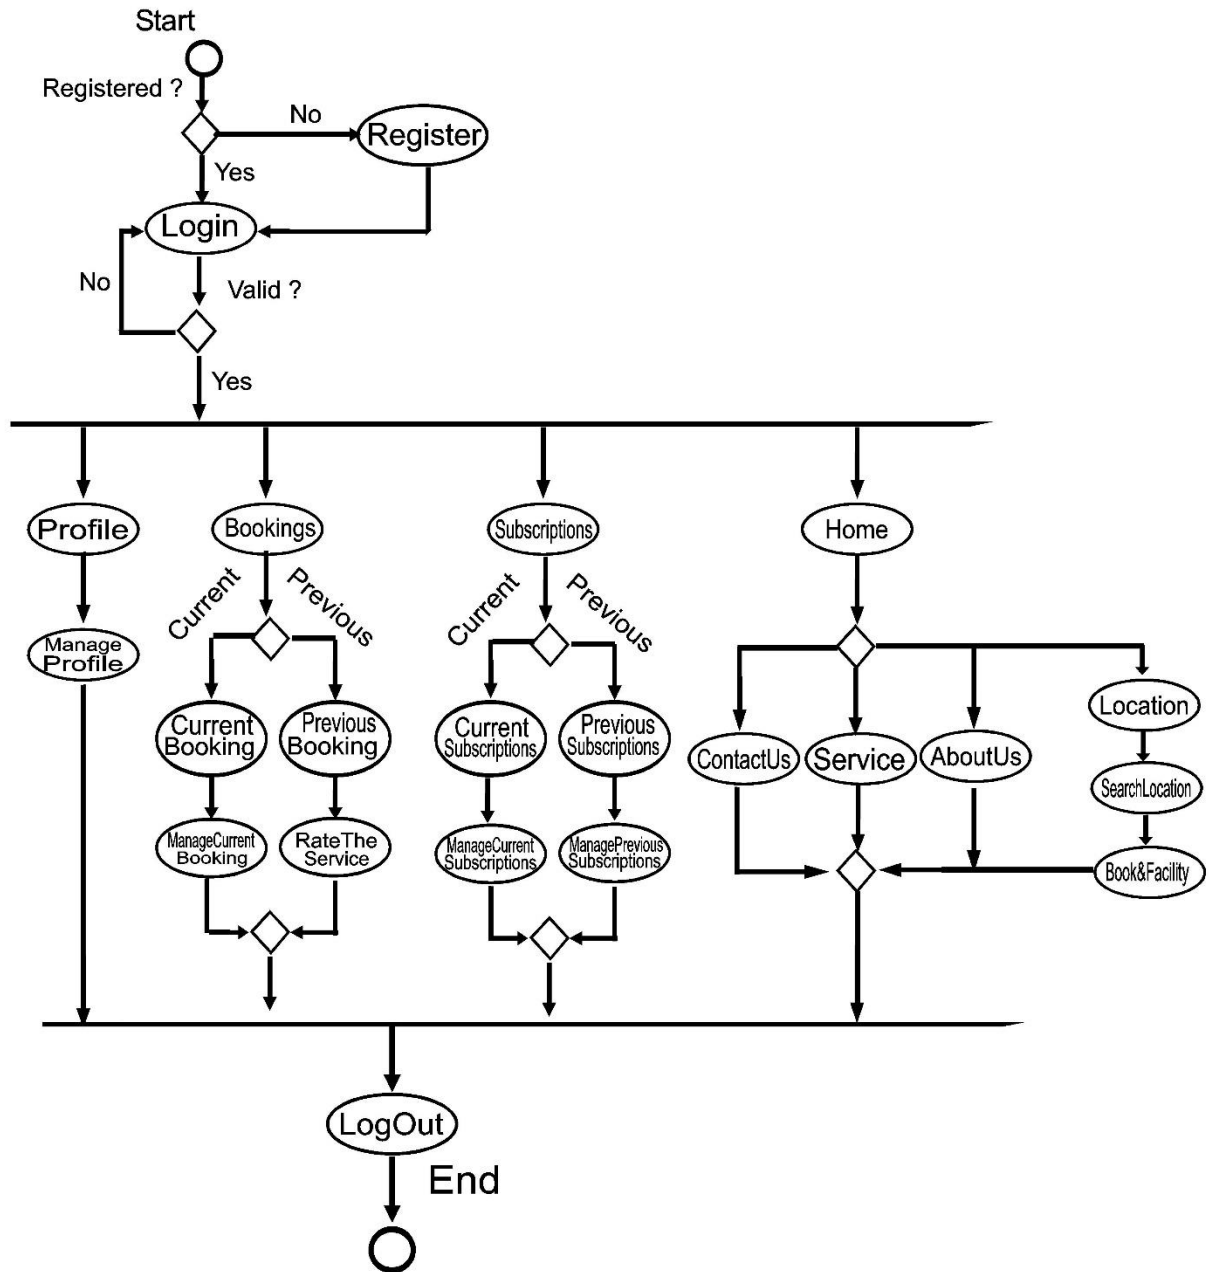 Start
Registered ?
No
Register
Yes
Login
No
Valid ?
Yes
Profile
Bookings
Subscriptions
Home
Current
Previous
Current
Previous
Manage
Profile
Current
Booking
Previous
Booking
Current
Subscriptions
Previous
Subscriptions
ContactUs
Service
AboutUs
Location
SearchLocation
Book&Facility
ManageCurrent
Booking
RateThe
Service
ManageCurrent
Subscriptions
ManagePrevious
Subscriptions
LogOut
End